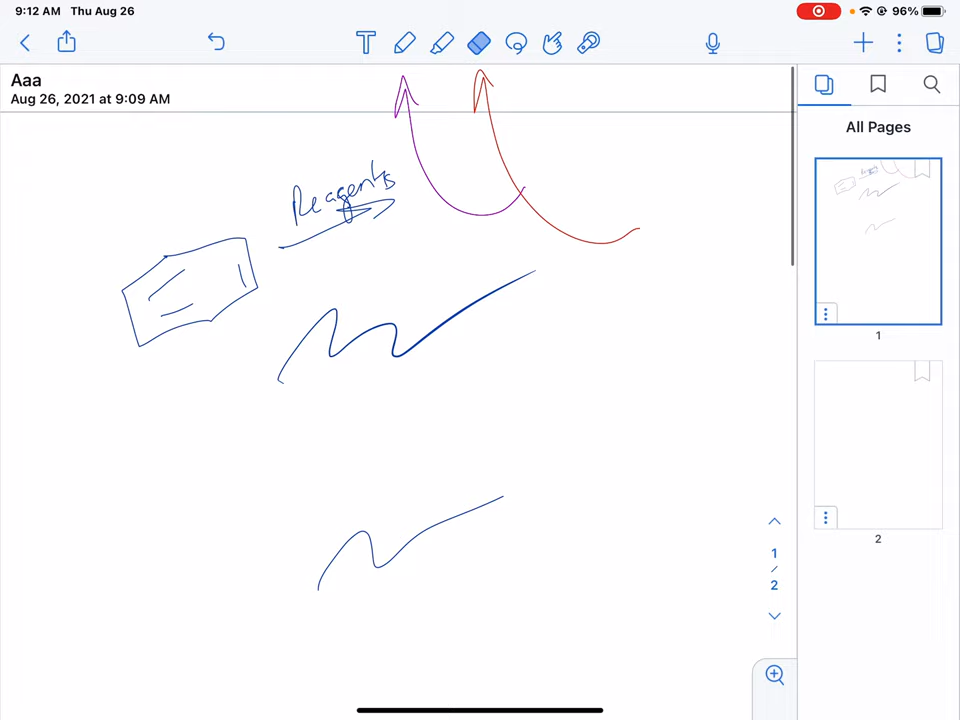 9:12 AM Thu Aug 26
96%
Aaa
Aug 26, 2021 at 9:09 AM
All Pages
Reagents
1
1
2
2